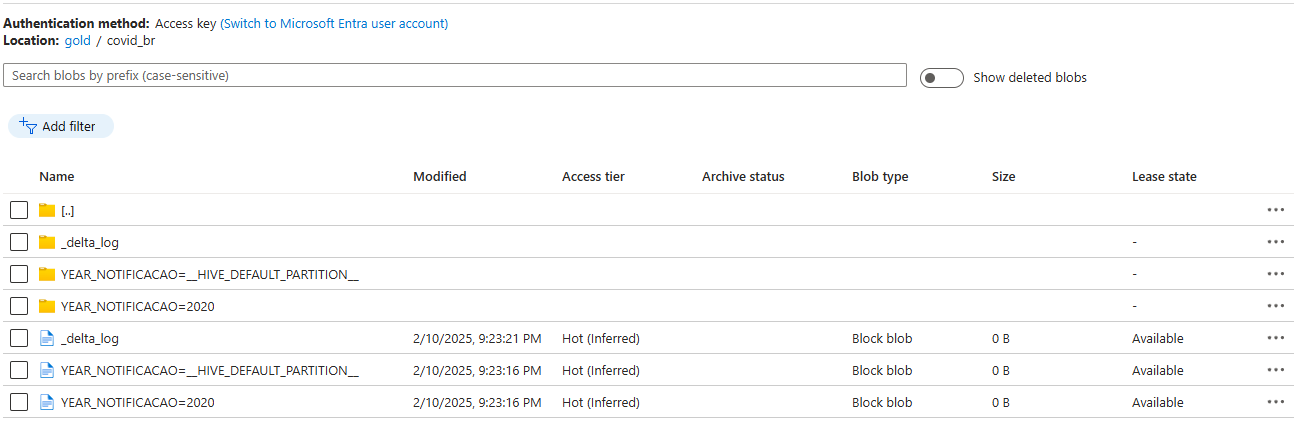 Authentication method: Access key (Switch to Microsoft Entra user account)
Location: gold / covid_br
Search blobs by prefix (case-sensitive)
Show deleted blobs
Add filter
Name Modified Access tier Archive status Blob type Size Lease state
[..]
_delta_log -
YEAR_NOTIFICACAO=__HIVE_DEFAULT_PARTITION__ -
YEAR_NOTIFICACAO=2020 -
_delta_log 2/10/2025, 9:23:21 PM Hot (Inferred) Block blob 0 B Available
YEAR_NOTIFICACAO=__HIVE_DEFAULT_PARTITION__ 2/10/2025, 9:23:16 PM Hot (Inferred) Block blob 0 B Available
YEAR_NOTIFICACAO=2020 2/10/2025, 9:23:16 PM Hot (Inferred) Block blob 0 B Available